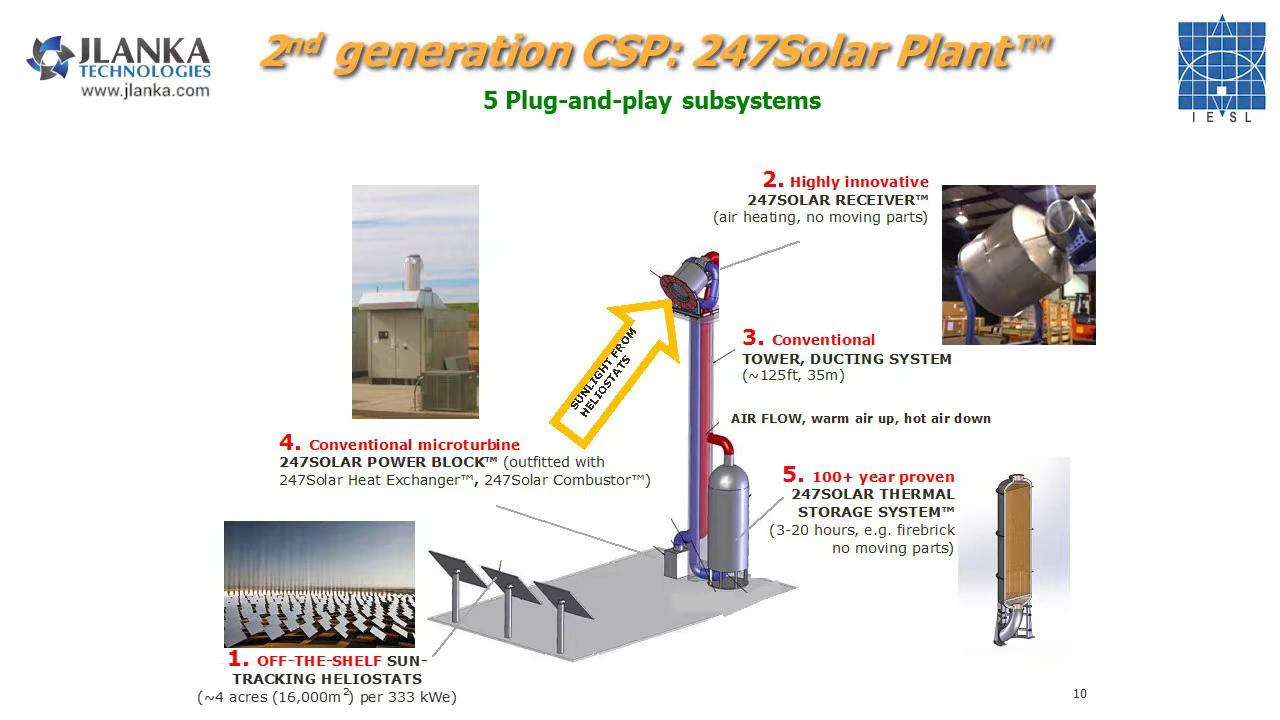 JLANKA
TECHNOLOGIES
www.jlanka.com
2nd generation CSP: 247Solar Plant™
5 Plug-and-play subsystems
I E S L
2. Highly innovative
247SOLAR RECEIVER™
(air heating, no moving parts)
SUNLIGHT FROM
HELIOSTATS
3. Conventional
TOWER, DUCTING SYSTEM
(~125ft, 35m)
AIR FLOW, warm air up, hot air down
4. Conventional microturbine
247SOLAR POWER BLOCK™ (outfitted with
247Solar Heat Exchanger™, 247Solar Combustor™)
5. 100+ year proven
247SOLAR THERMAL
STORAGE SYSTEM™
(3-20 hours, e.g. firebrick
no moving parts)
1. OFF-THE-SHELF SUN-
TRACKING HELIOSTATS
(~4 acres (16,000m2) per 333 kWe)
10